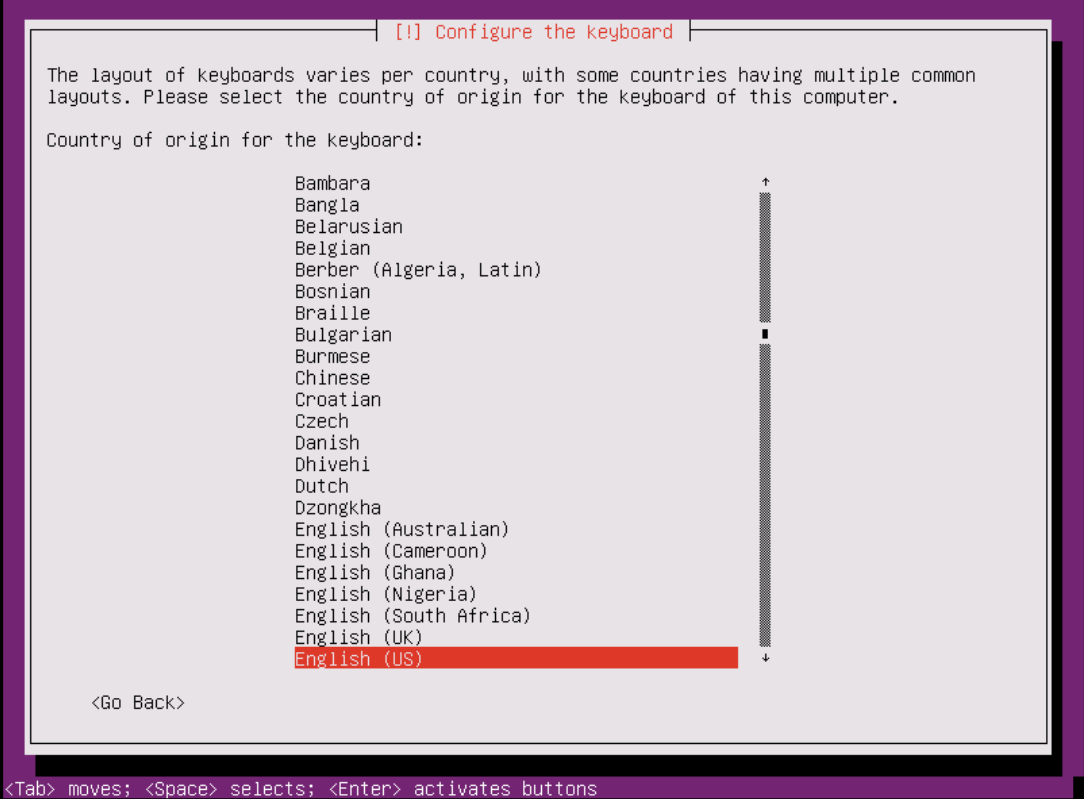 [!] Configure the keyboard
The layout of keyboards varies per country, with some countries having multiple common
layouts. Please select the country of origin for the keyboard of this computer.
Country of origin for the keyboard:
Bambara
Bangla
Belarusian
Belgian
Berber (Algeria, Latin)
Bosnian
Braille
Bulgarian
Burmese
Chinese
Croatian
Czech
Danish
Dhivehi
Dutch
Dzongkha
English (Australian)
English (Cameroon)
English (Ghana)
English (Nigeria)
English (South Africa)
English (UK)
English (US)
<Go Back>
<Tab> moves; <Space> selects; <Enter> activates buttons